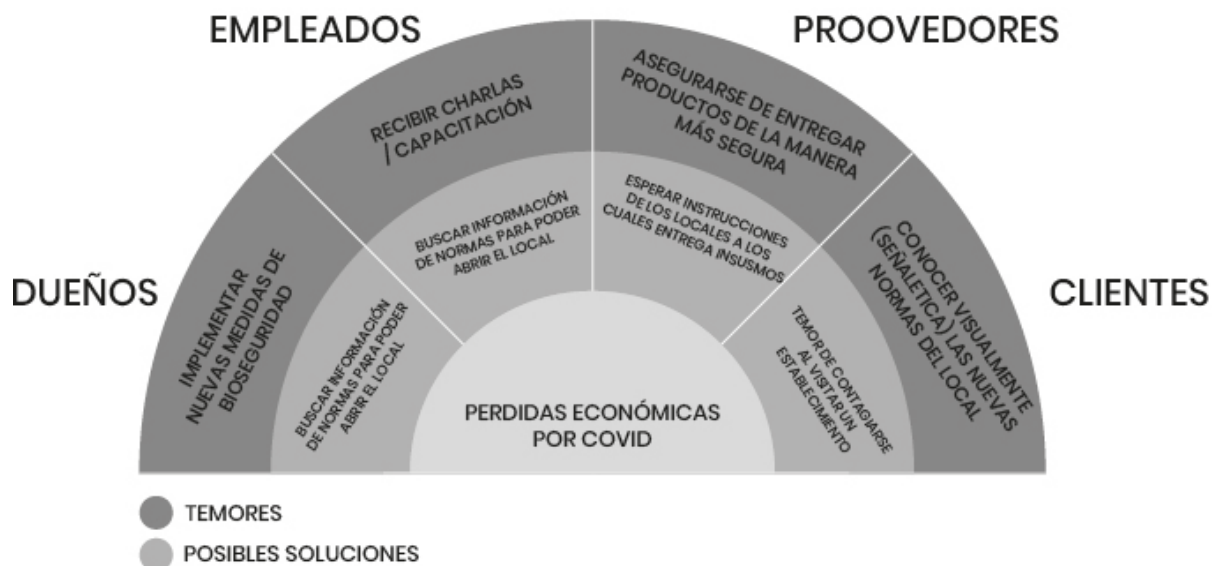 EMPLEADOS
PROOVEDORES
DUEÑOS
CLIENTES
IMPLEMENTAR
NUEVAS MEDIDAS DE
BIOSEGURIDAD
RECIBIR CHARLAS
/ CAPACITACIÓN
ASEGURARSE DE ENTREGAR
PRODUCTOS DE LA MANERA
MÁS SEGURA
CONOCER VISUALMENTE
(SEÑALETICA) LAS NUEVAS
NORMAS DEL LOCAL
BUSCAR INFORMACIÓN
DE NORMAS PARA PODER
ABRIR EL LOCAL
BUSCAR INFORMACIÓN
DE NORMAS PARA PODER
ABRIR EL LOCAL
ESPERAR INSTRUCCIONES
DE LOS LOCALES A LOS
CUALES ENTREGA INSUSMOS
TEMOR DE CONTAGIARSE
AL VISITAR UN
ESTABLECIMIENTO
PERDIDAS ECONÓMICAS
POR COVID
TEMORES
POSIBLES SOLUCIONES